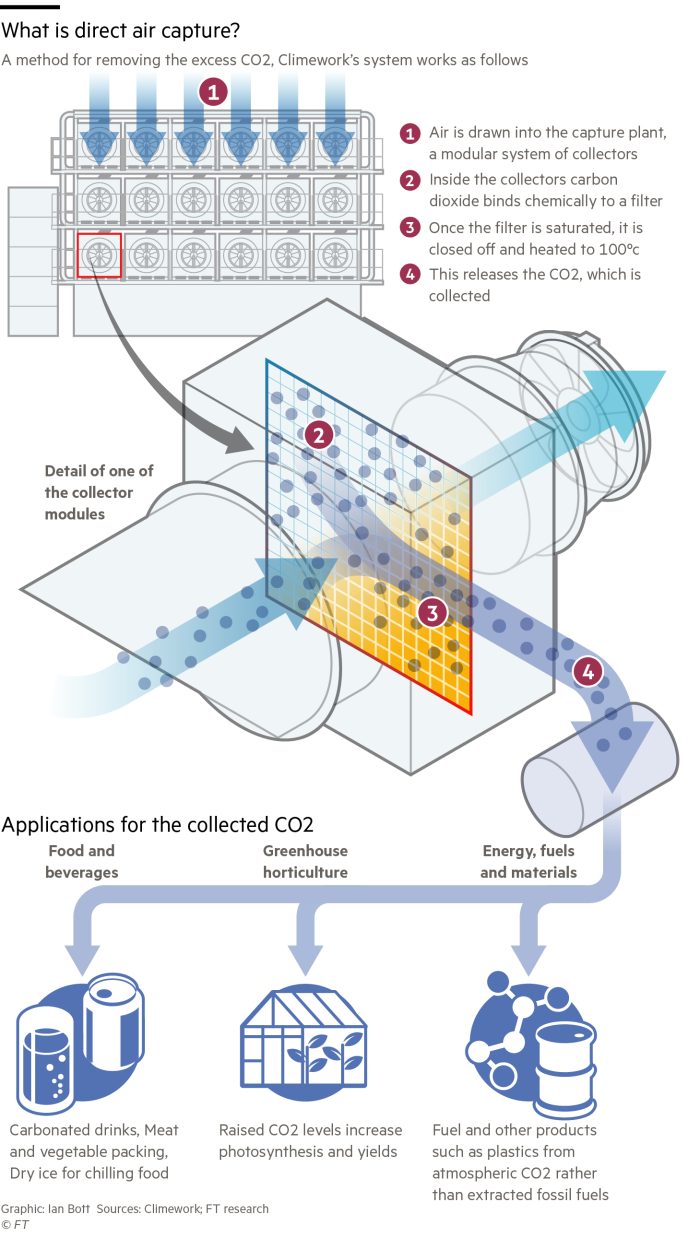 What is direct air capture?
A method for removing the excess CO2, Climework's system works as follows
1
1 Air is drawn into the capture plant,
a modular system of collectors
2 Inside the collectors carbon
dioxide binds chemically to a filter
3 Once the filter is saturated, it is
closed off and heated to 100ºc
4 This releases the CO2, which is
collected
2
Detail of one of
the collector
modules
3
4
Applications for the collected CO2
Food and
beverages
Greenhouse
horticulture
Energy, fuels
and materials
Carbonated drinks, Meat
and vegetable packing,
Dry ice for chilling food
Raised CO2 levels increase
photosynthesis and yields
Fuel and other products
such as plastics from
atmospheric CO2 rather
than extracted fossil fuels
Graphic: Ian Bott Sources: Climework; FT research
© FT